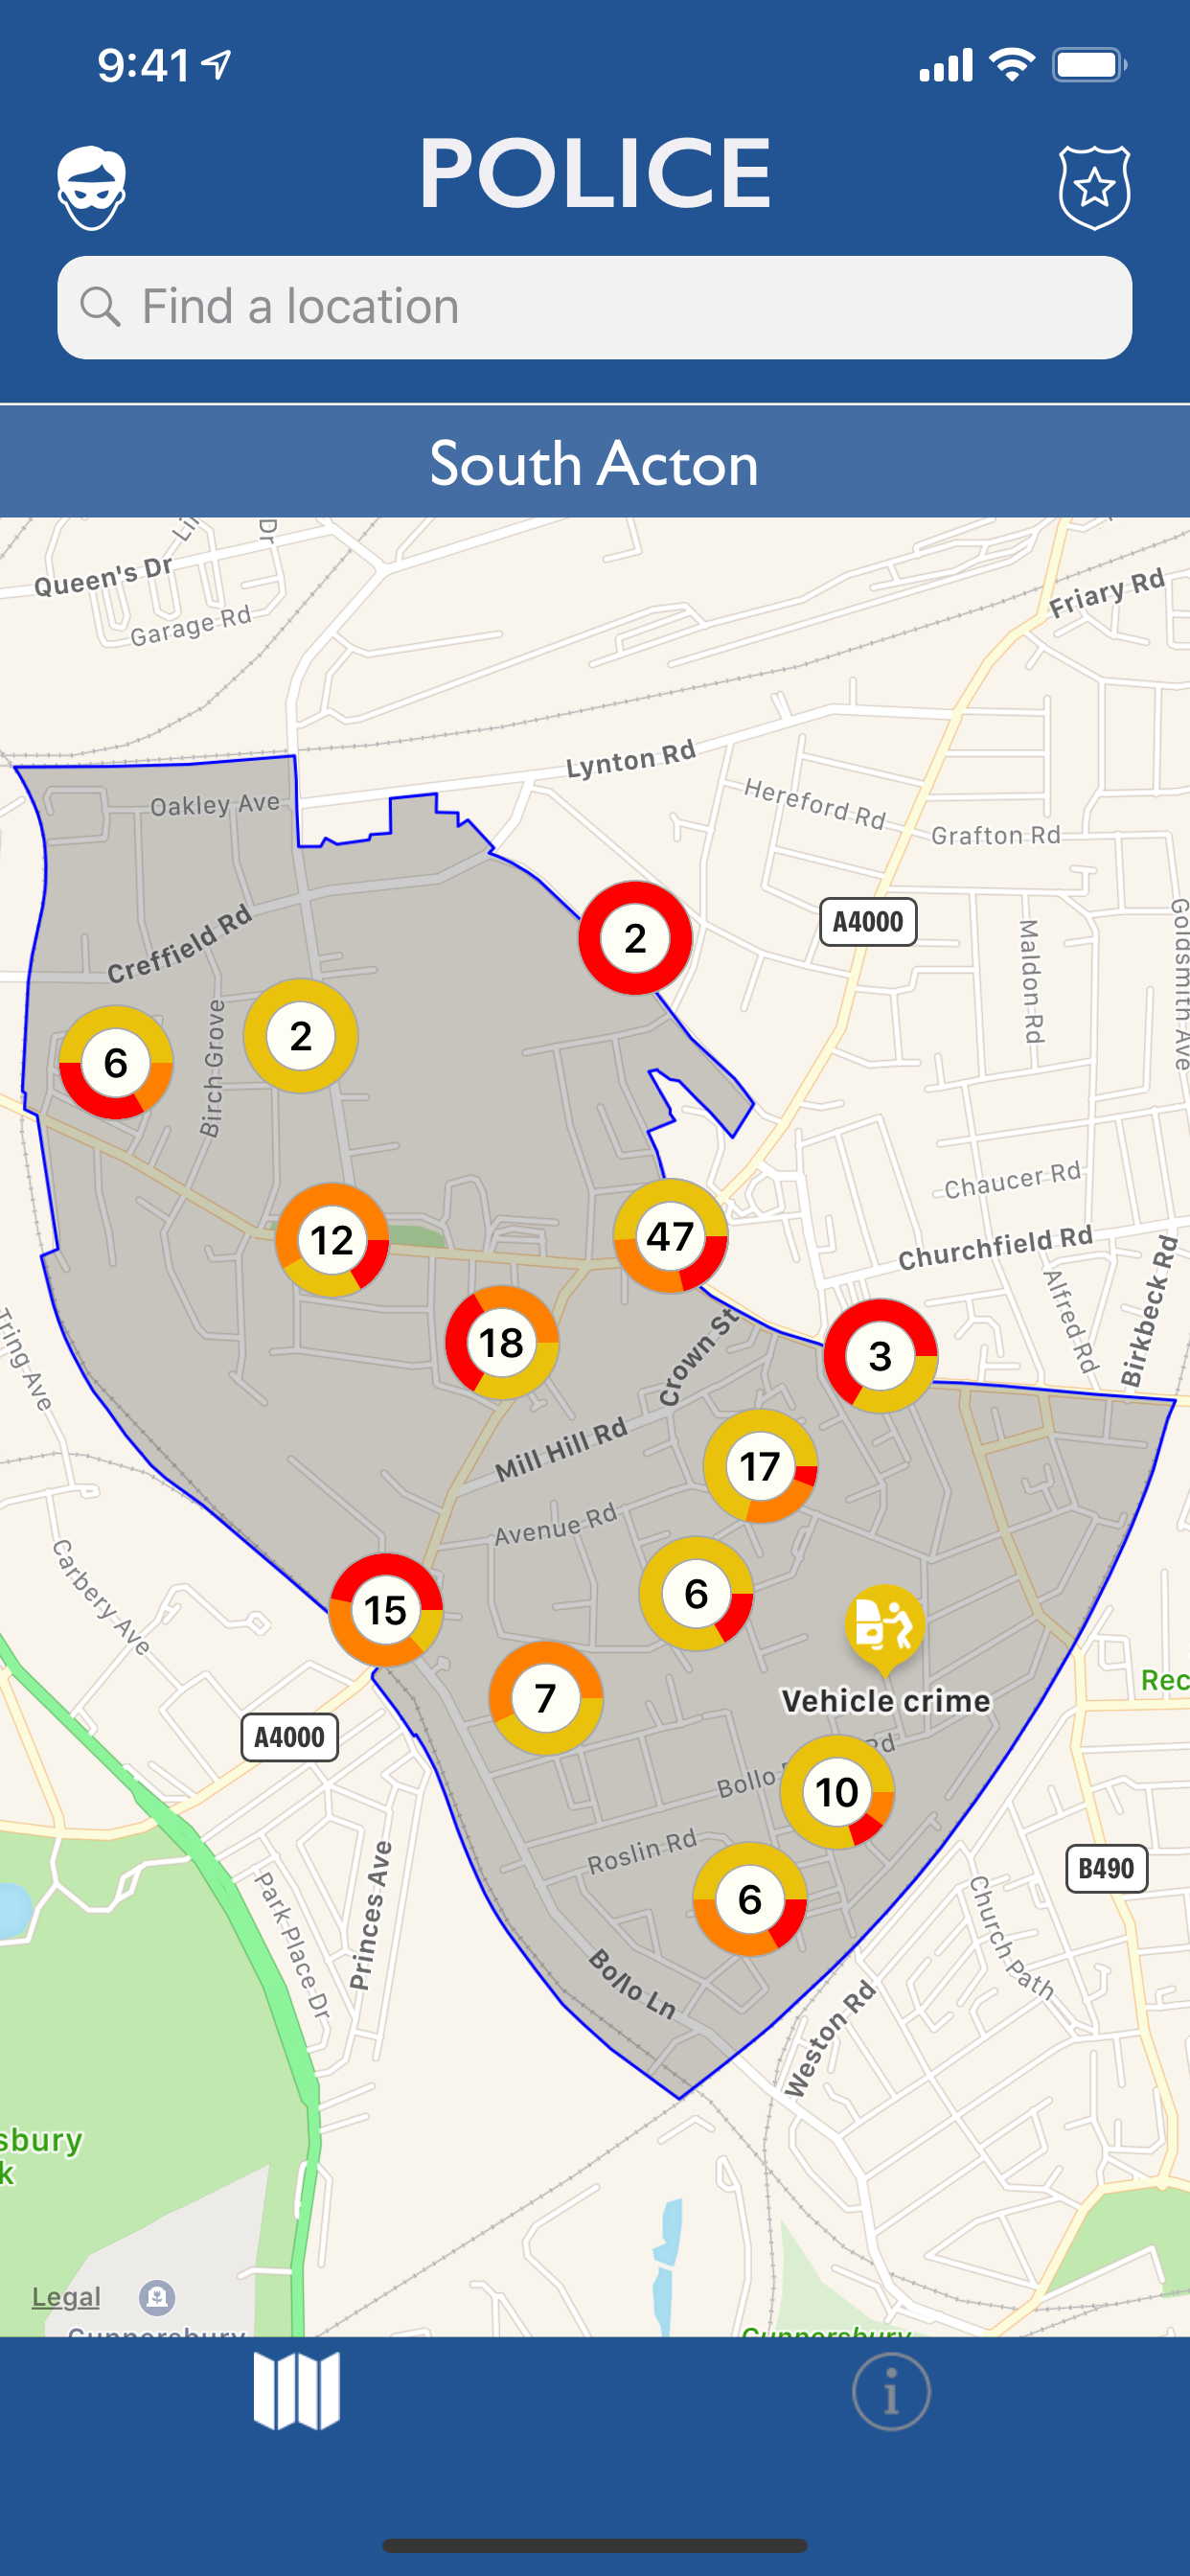 9:41
POLICE
Find a location
South Acton
Dr
Queen's Dr
Garage Rd
Friary Rd
Lynton Rd
Hereford Rd
Oakley Ave
Grafton Rd
A4000
Creffield Rd
Maldon Rd
Goldsmith Ave
2
2
6
Birch Grove
Chaucer Rd
47
12
Churchfield Rd
Birkbeck Rd
Alfred Rd
18
Crown St
3
Tring Ave
Mill Hill Rd
17
Avenue Rd
Carbery Ave
6
15
7
Vehicle crime
Rec
A4000
Bollo
Rd
10
Roslin Rd
B490
6
Princes Ave
Park Place Dr
Church Path
Bollo Ln
Weston Rd
sbury
k
Legal
Gunnersbury
Gunnersbury